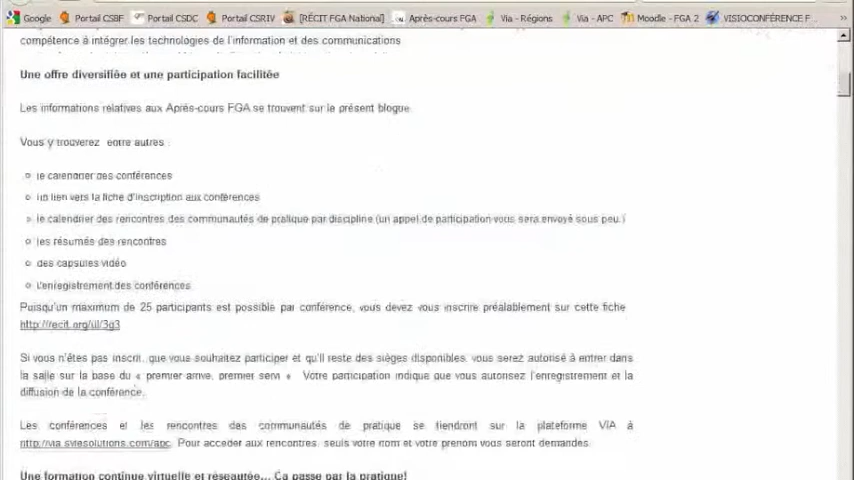 Google Portail CSBF Portail CSDC Portail CSRIV [RÉCIT FGA National] Après-cours FGA Via - Régions Via - APC Moodle - FGA 2 VISIOCONFÉRENCE F... »
compétence à intégrer les technologies de l'information et des communications
Une offre diversifiée et une participation facilitée
Les informations relatives aux Après-cours FGA se trouvent sur le présent blogue
Vous y trouverez entre autres :
le calendrier des conférences
un lien vers la fiche d'inscription aux conférences
le calendrier des rencontres des communautés de pratique par discipline (un appel de participation vous sera envoyé sous peu.)
les résumés des rencontres
des capsules vidéo
L'enregistrement des conférences
Puisqu'un maximum de 25 participants est possible par conférence, vous devez vous inscrire préalablement sur cette fiche
http://recit.org/ul/3g3
Si vous n'êtes pas inscrit, que vous souhaitez participer et qu'il reste des sièges disponibles, vous serez autorisé à entrer dans
la salle sur la base du « premier arrivé, premier servi » Votre participation indique que vous autorisez l'enregistrement et la
diffusion de la conférence.
Les conférences et les rencontres des communautés de pratique se tiendront sur la plateforme VIA à
http://via.sviesolutions.com/apc. Pour accéder aux rencontres, seuls votre nom et votre prénom vous seront demandés.
Une formation continue virtuelle et réseautée... Ça passe par la pratique!